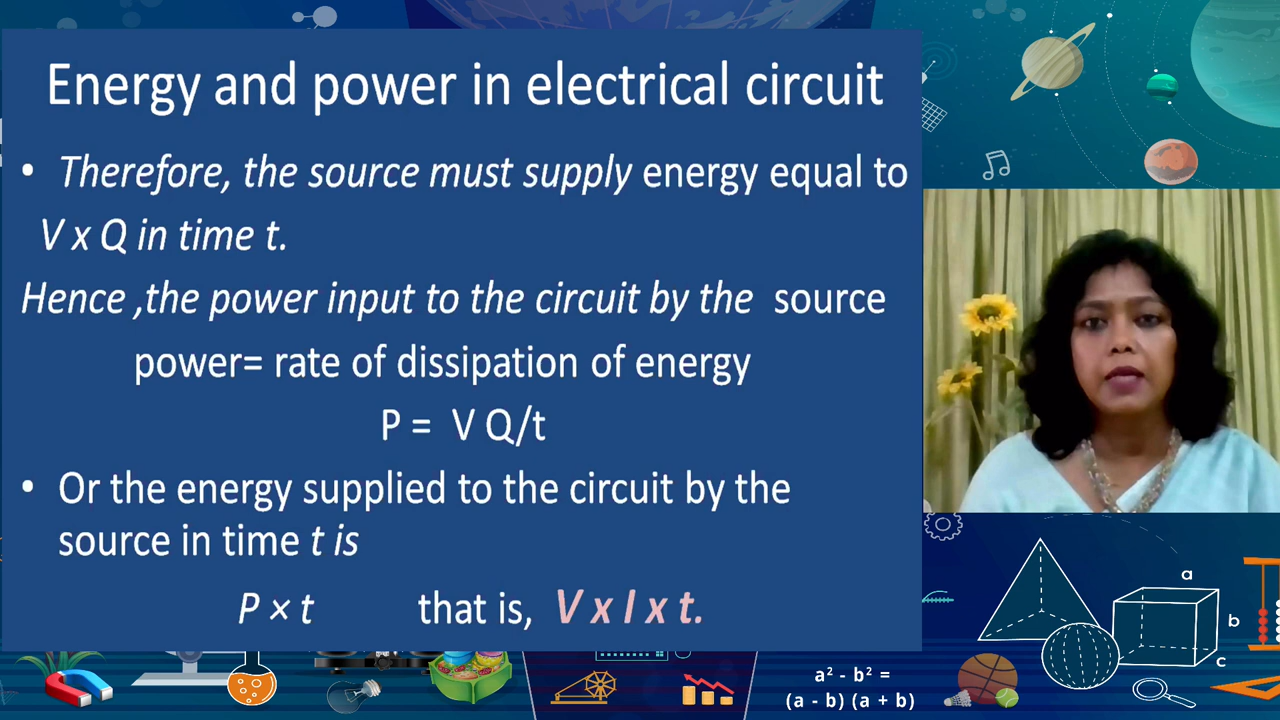 Energy and power in electrical circuit
• Therefore, the source must supply energy equal to
V x Q in time t.
Hence ,the power input to the circuit by the source
power= rate of dissipation of energy
P = V Q/t
• Or the energy supplied to the circuit by the
source in time t is
P × t that is, V x I x t.
a
b
c
a² - b² =
(a - b) (a + b)